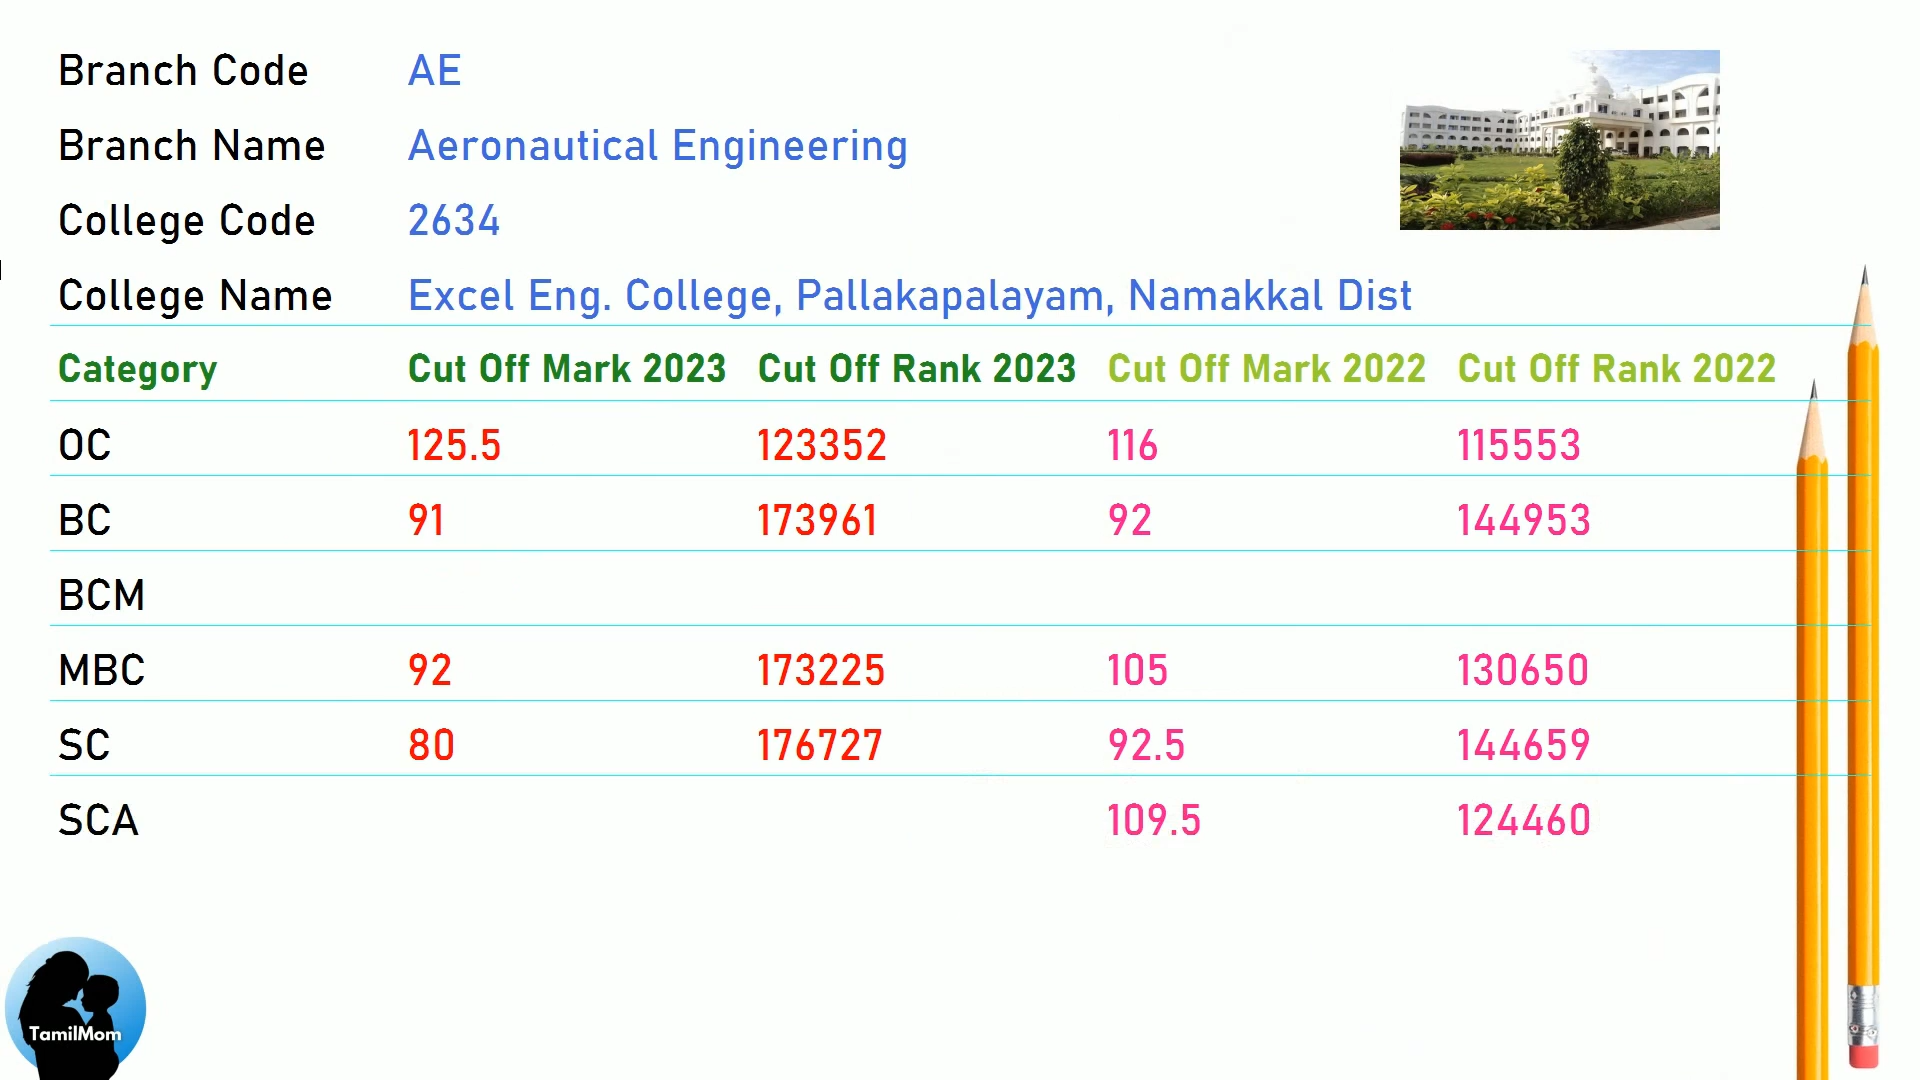 Branch Code AE
Branch Name Aeronautical Engineering
College Code 2634
College Name Excel Eng. College, Pallakapalayam, Namakkal Dist
Category Cut Off Mark 2023 Cut Off Rank 2023 Cut Off Mark 2022 Cut Off Rank 2022
OC 125.5 123352 116 115553
BC 91 173961 92 144953
BCM
MBC 92 173225 105 130650
SC 80 176727 92.5 144659
SCA 109.5 124460
TamilMom